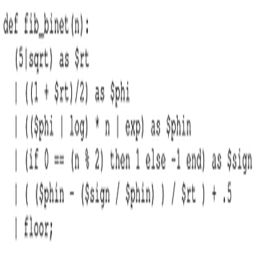 def fib_binet(n):
(5|sqrt) as $rt
| ((1 + $rt)/2) as $phi
| (($phi | log) * n | exp) as $phin
| (if 0 == (n % 2) then 1 else -1 end) as $sign
| ( ($phin - ($sign / $phin) ) / $rt ) + .5
| floor;